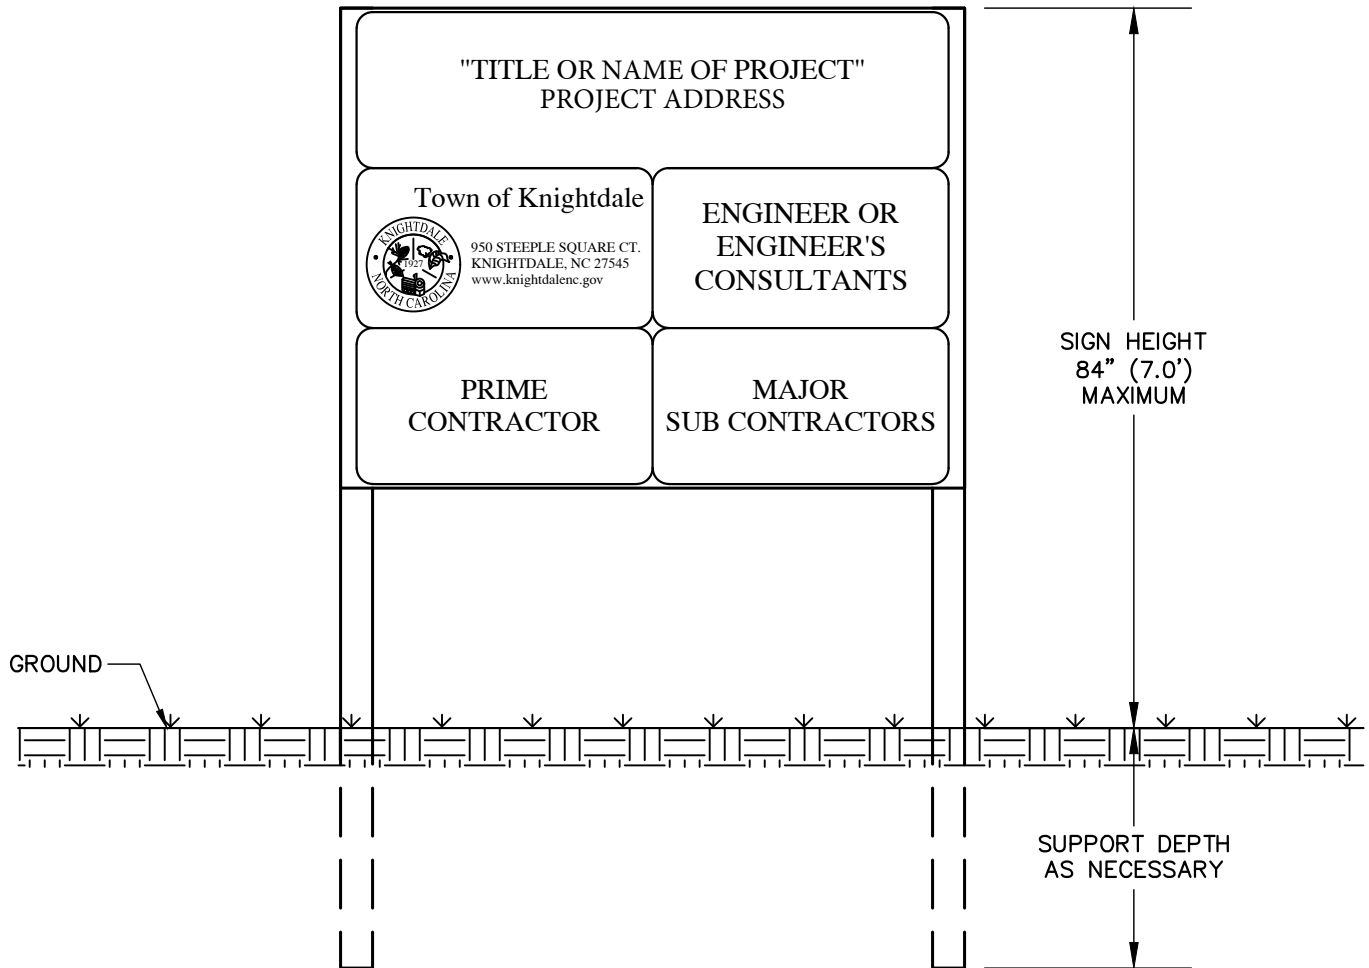 "TITLE OR NAME OF PROJECT"
PROJECT ADDRESS
Town of Knightdale
KNIGHTDALE
1927
NORTH CAROLINA
950 STEEPLE SQUARE CT.
KNIGHTDALE, NC 27545
www.knightdalenc.gov
ENGINEER OR
ENGINEER'S
CONSULTANTS
PRIME
CONTRACTOR
MAJOR
SUB CONTRACTORS
SIGN HEIGHT
84” (7.0’)
MAXIMUM
GROUND
SUPPORT DEPTH
AS NECESSARY